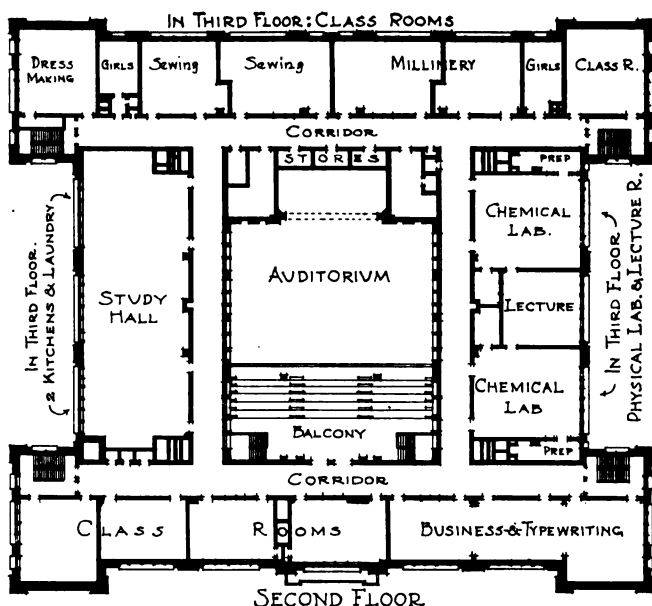 IN THIRD FLOOR: CLASS ROOMS
DRESS MAKING
GIRLS
SEWING
SEWING
MILLINERY
GIRLS
CLASS R.
CORRIDOR
STORES
PREP
IN THIRD FLOOR.
2 KITCHENS & LAUNDRY
STUDY HALL
AUDITORIUM
CHEMICAL LAB.
LECTURE
CHEMICAL LAB
IN THIRD FLOOR
PHYSICAL LAB. & LECTURE R.
BALCONY
PREP
CORRIDOR
CLASS ROOMS
BUSINESS & TYPEWRITING
SECOND FLOOR